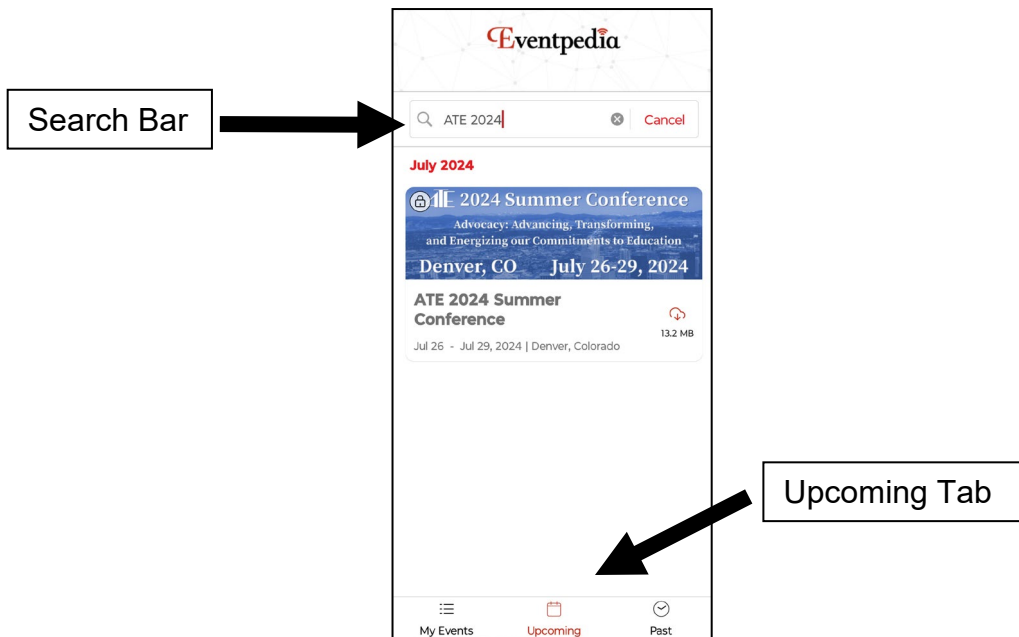 Eventpedia
Search Bar
ATE 2024
Cancel
July 2024
ATE 2024 Summer Conference
Advocacy: Advancing, Transforming,
and Energizing our Commitments to Education
Denver, CO July 26-29, 2024
ATE 2024 Summer
Conference
13.2 MB
Jul 26 - Jul 29, 2024 | Denver, Colorado
Upcoming Tab
My Events Upcoming Past